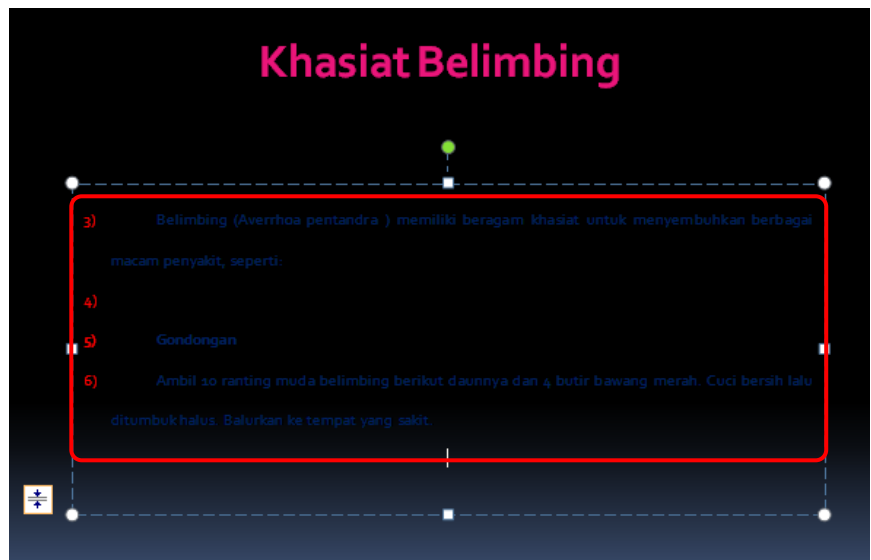 Khasiat Belimbing
3) Belimbing (Averrhoa pentandra ) memiliki beragam khasiat untuk menyembuhkan berbagai
macam penyakit, seperti:
4)
5) Gondongan
6) Ambil 10 ranting muda belimbing berikut daunnya dan 4 butir bawang merah. Cuci bersih lalu
ditumbuk halus. Balurkan ke tempat yang sakit.